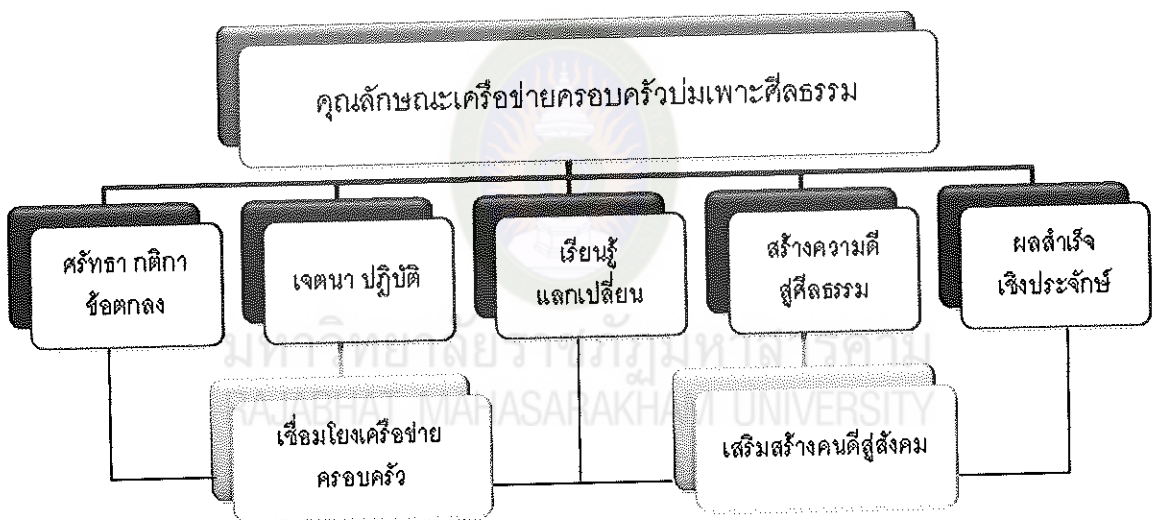 คุณลักษณะเครือข่ายครอบครัวบ่มเพาะศีลธรรม
ศรัทธา กติกา
ข้อตกลง
เจตนา ปฏิบัติ
เรียนรู้
แลกเปลี่ยน
สร้างความดี
สู่ศีลธรรม
ผลสำเร็จ
เชิงประจักษ์
มหาวิทยาลัยราชภัฏมหาสารคาม
RAJABHAT MAHASARAKHAM UNIVERSITY
เชื่อมโยงเครือข่าย
ครอบครัว
เสริมสร้างคนดีสู่สังคม